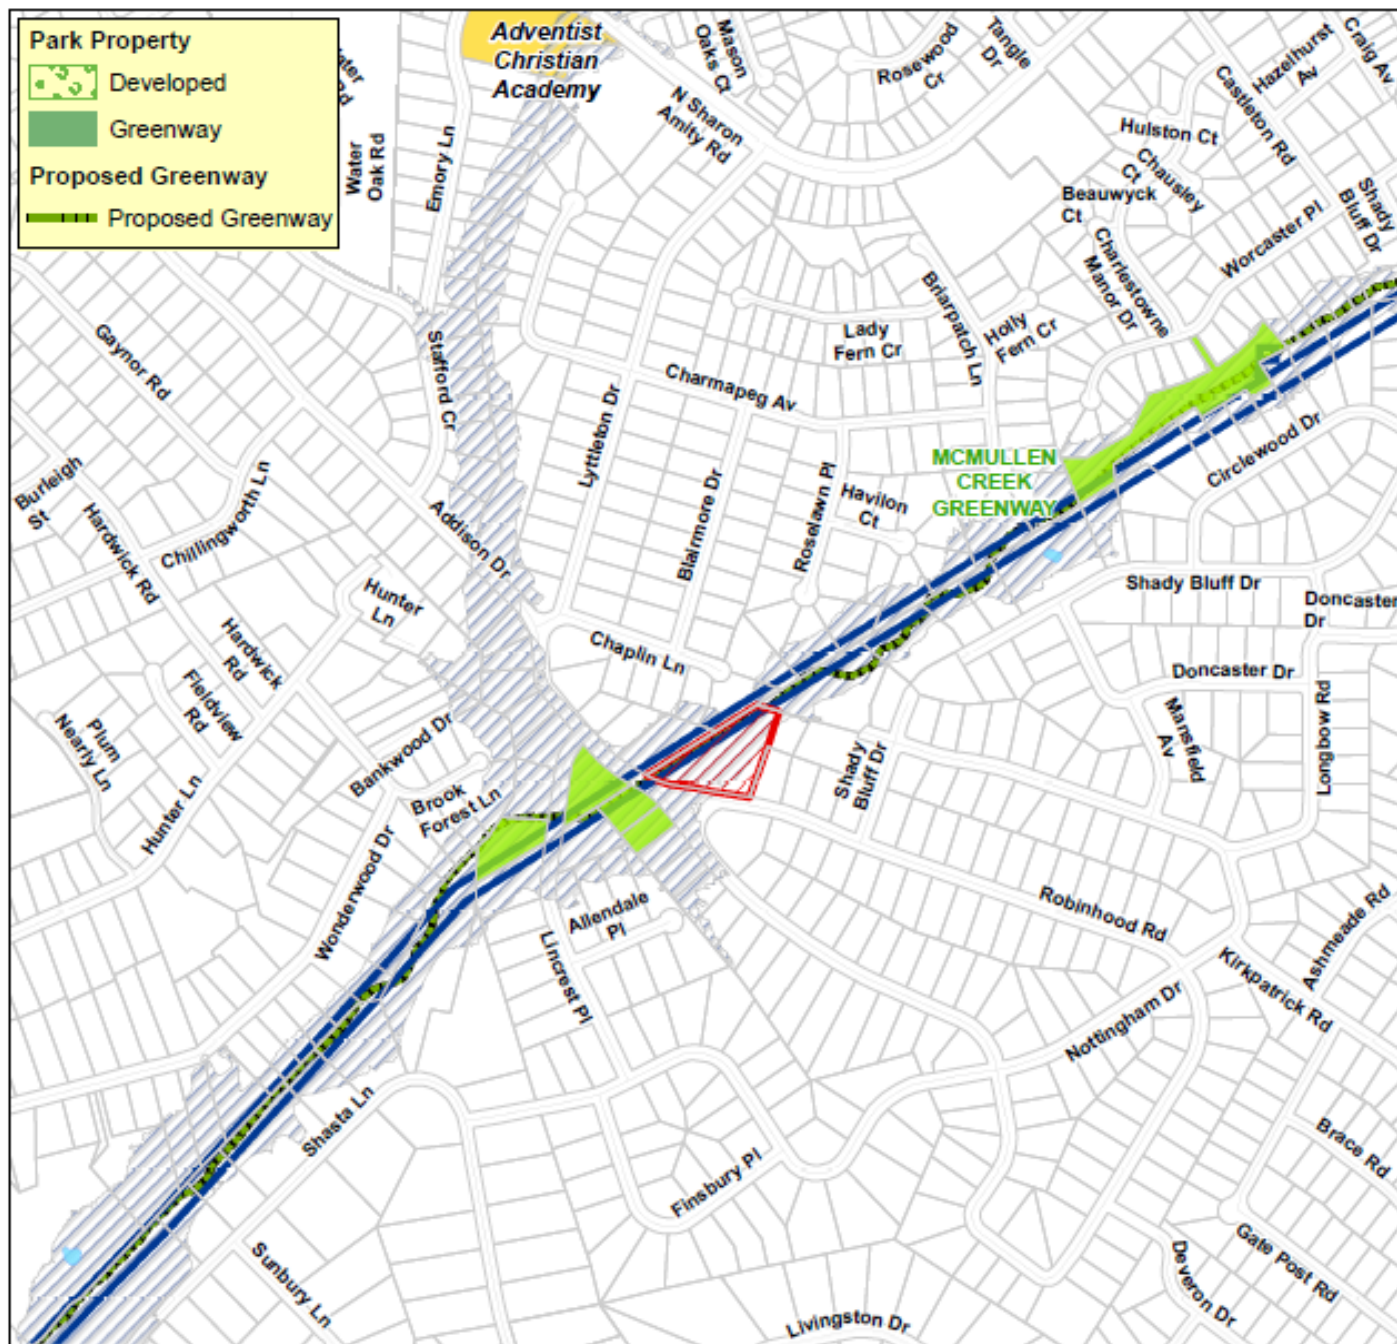 Park Property
Developed
Greenway
Proposed Greenway
Proposed Greenway
Adventist
Christian
Academy
Mason
Oaks Ct
Rosewood
Cr
Tangle
Dr
Hazelhurst
Av
Craig Av
Castleton Rd
N Sharon
Amity Rd
Water
Oak Rd
Emory Ln
Hulston Ct
Chausley
Ct
Beauwyck
Ct
Shady
Bluff Dr
Worcaster Pl
Charlestowne
Manor Dr
Briarpatch Ln
Holly
Fern Cr
Lady
Fern Cr
Gaynor Rd
Stafford Cr
Charmapeg Av
Lyttleton Dr
Circlewood Dr
MCMULLEN
CREEK
GREENWAY
Burleigh
St
Chillingworth Ln
Hardwick Rd
Addison Dr
Blairmore Dr
Roselawn Pl
Havilon
Ct
Shady Bluff Dr
Doncaster
Dr
Hunter
Ln
Hardwick
Rd
Chaplin Ln
Doncaster Dr
Fieldview
Rd
Plum
Nearly Ln
Bankwood Dr
Mansfield
Av
Longbow Rd
Shady
Bluff Dr
Hunter Ln
Brook
Forest Ln
Wonderwood Dr
Allendale
Pl
Lincrest Pl
Robinhood Rd
Ashmeade Rd
Kirkpatrick Rd
Nottingham Dr
Shasta Ln
Finsbury Pl
Brace Rd
Sunbury Ln
Deveron Dr
Gate Post Rd
Livingston Dr